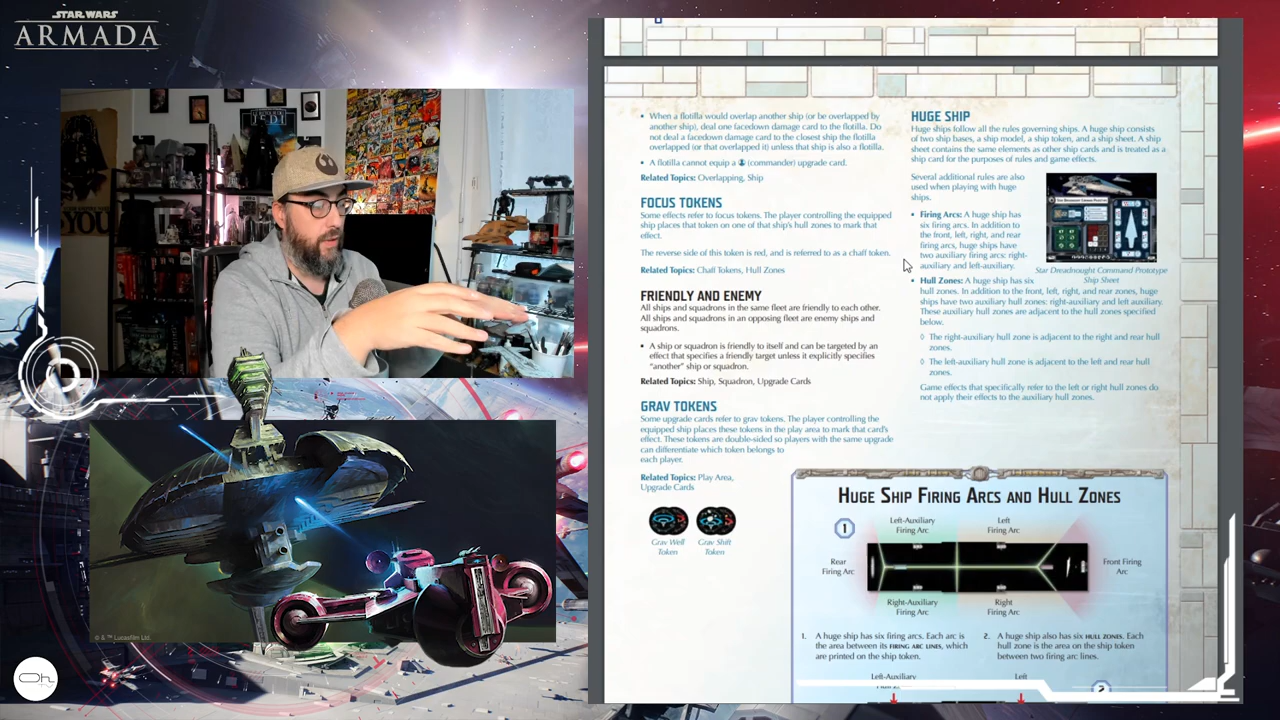 STAR WARS
ARMADA
JEDI
YOU
© & ™ Lucasfilm Ltd.
Oh
• When a flotilla would overlap another ship (or be overlapped by
another ship), deal one facedown damage card to the flotilla. Do
not deal a facedown damage card to the closest ship the flotilla
overlapped (or that overlapped it) unless that ship is also a flotilla.
• A flotilla cannot equip a (commander) upgrade card.
Related Topics: Overlapping, Ship
FOCUS TOKENS
Some effects refer to focus tokens. The player controlling the equipped
ship places that token on one of that ship's hull zones to mark that
effect.
The reverse side of this token is red, and is referred to as a chaff token.
Related Topics: Chaff Tokens, Hull Zones
FRIENDLY AND ENEMY
All ships and squadrons in the same fleet are friendly to each other.
All ships and squadrons in an opposing fleet are enemy ships and
squadrons.
• A ship or squadron is friendly to itself and can be targeted by an
effect that specifies a friendly target unless it explicitly specifies
"another" ship or squadron.
Related Topics: Ship, Squadron, Upgrade Cards
GRAV TOKENS
Some upgrade cards refer to grav tokens. The player controlling the
equipped ship places these tokens in the play area to mark that card's
effect. These tokens are double-sided so players with the same upgrade
can differentiate which token belongs to
each player.
Related Topics: Play Area,
Upgrade Cards
Grav Well
Token
Grav Shift
Token
HUGE SHIP
Huge ships follow all the rules governing ships. A huge ship consists
of two ship bases, a ship model, a ship token, and a ship sheet. A ship
sheet contains the same elements as other ship cards and is treated as a
ship card for the purposes of rules and game effects.
Several additional rules are also
used when playing with huge
ships.
• Firing Arcs: A huge ship has
six firing arcs. In addition to
the front, left, right, and rear
firing arcs, huge ships have
two auxiliary firing arcs: right-
auxiliary and left-auxiliary.
Star Dreadnought Command Prototype
Ship Sheet
• Hull Zones: A huge ship has six
hull zones. In addition to the front, left, right, and rear zones, huge
ships have two auxiliary hull zones: right-auxiliary and left auxiliary.
These auxiliary hull zones are adjacent to the hull zones specified
below.
◊ The right-auxiliary hull zone is adjacent to the right and rear hull
zones.
◊ The left-auxiliary hull zone is adjacent to the left and rear hull
zones.
Game effects that specifically refer to the left or right hull zones do
not apply their effects to the auxiliary hull zones.
HUGE SHIP FIRING ARCS AND HULL ZONES
1
Left-Auxiliary
Firing Arc
Left
Firing Arc
Rear
Firing Arc
Front Firing
Arc
Right-Auxiliary
Firing Arc
Right
Firing Arc
1. A huge ship has six firing arcs. Each arc is
the area between its FIRING ARC LINES, which
are printed on the ship token.
2. A huge ship also has six HULL ZONES. Each
hull zone is the area on the ship token
between two firing arc lines.
Left-Auxiliary
Left
2